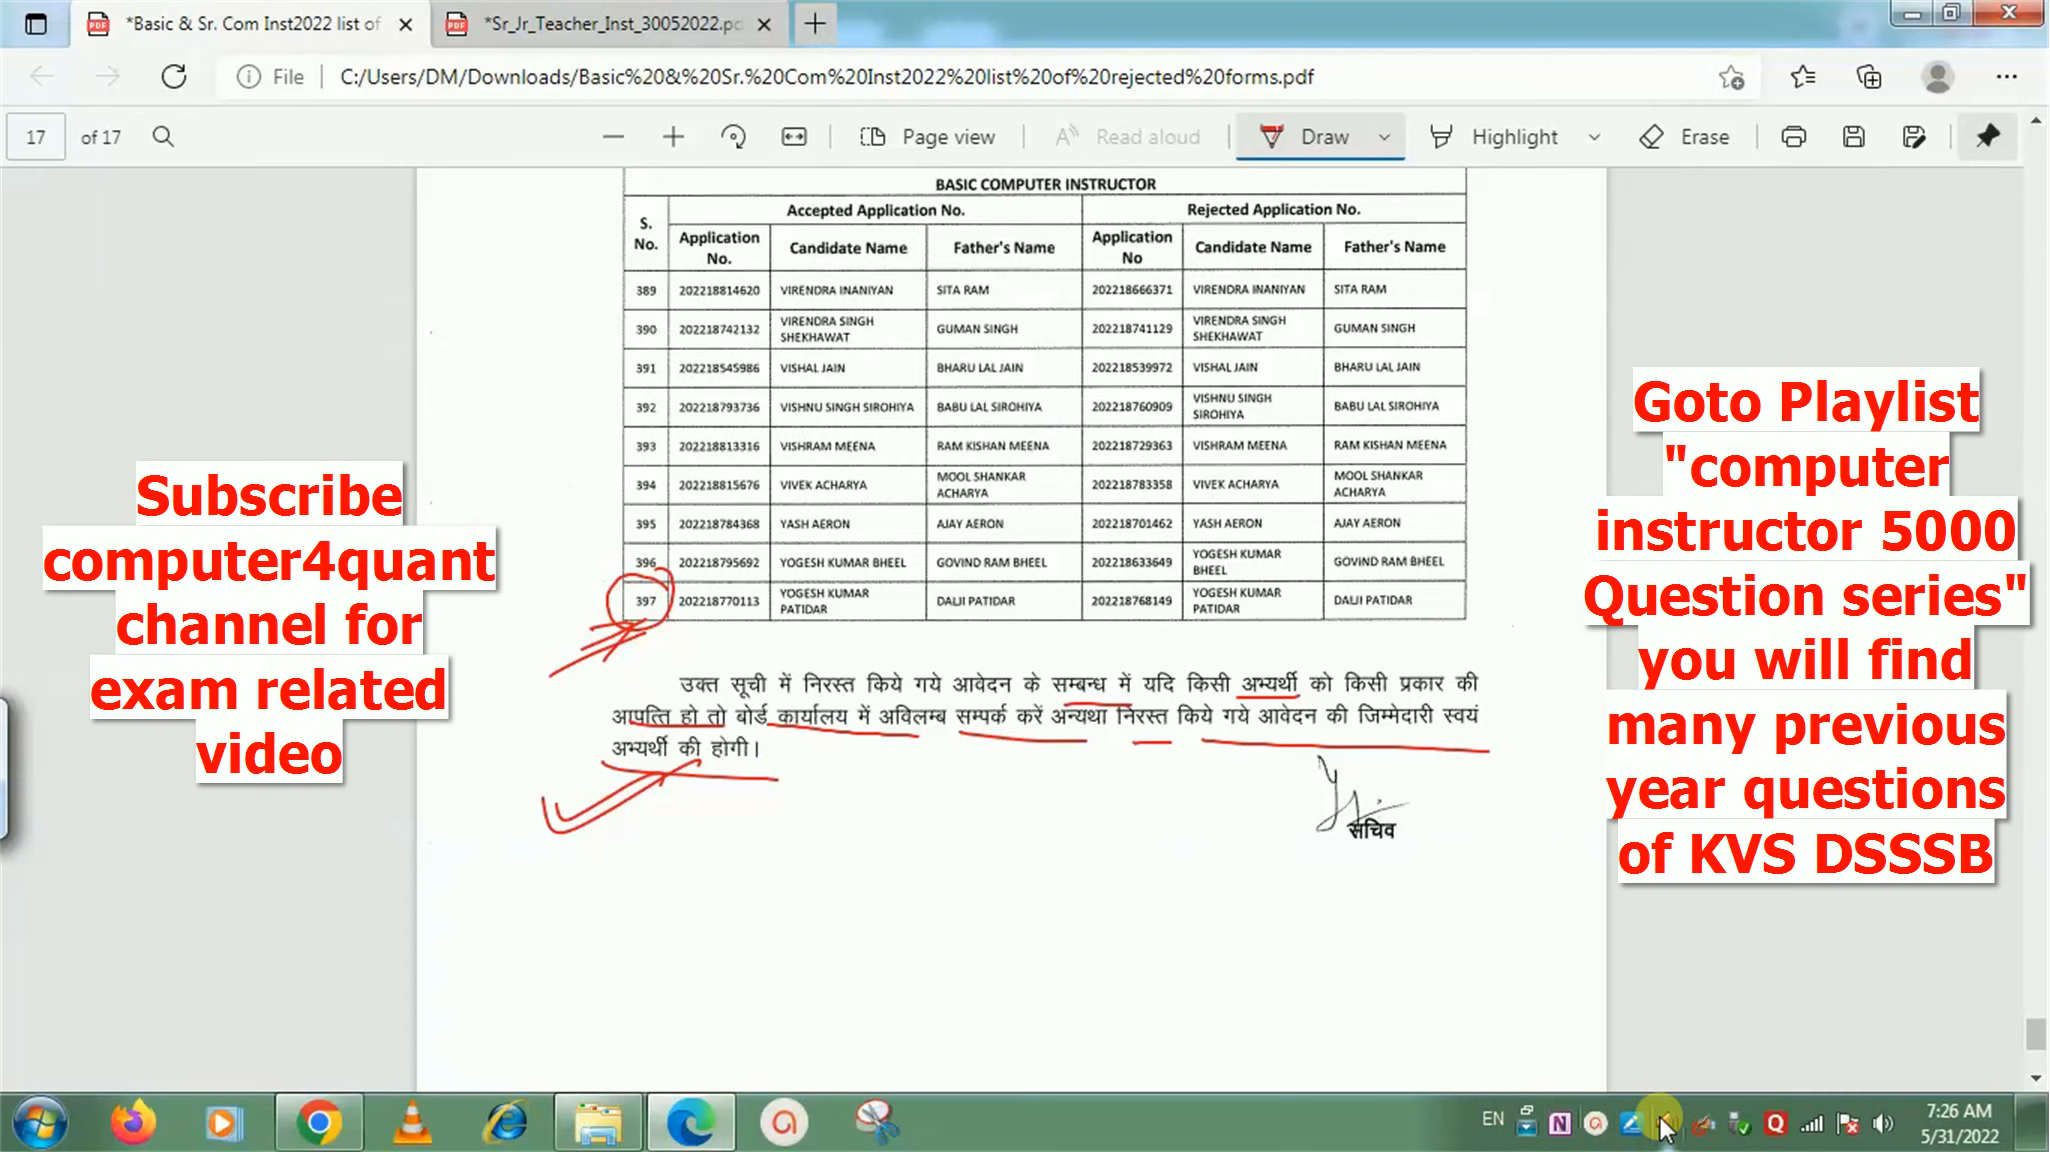 *Basic & Sr. Com Inst2022 list of
*Sr_Jr_Teacher_Inst_30052022.pd
File
C:/Users/DM/Downloads/Basic%20&%20Sr.%20Com%20Inst2022%20list%20of%20rejected%20forms.pdf
17 of 17
Page view
Read aloud
Draw
Highlight
Erase
BASIC COMPUTER INSTRUCTOR
S. No. Accepted Application No. Rejected Application No.
Application No. Candidate Name Father's Name Application No Candidate Name Father's Name
389 202218814620 VIRENDRA INANIYAN SITA RAM 202218666371 VIRENDRA INANIYAN SITA RAM
390 202218742132 VIRENDRA SINGH SHEKHAWAT GUMAN SINGH 202218741129 VIRENDRA SINGH SHEKHAWAT GUMAN SINGH
391 202218545986 VISHAL JAIN BHARU LAL JAIN 202218539972 VISHAL JAIN BHARU LAL JAIN
392 202218793736 VISHNU SINGH SIROHIYA BABU LAL SIROHIYA 202218760909 VISHNU SINGH SIROHIYA BABU LAL SIROHIYA
393 202218813316 VISHRAM MEENA RAM KISHAN MEENA 202218729363 VISHRAM MEENA RAM KISHAN MEENA
394 202218815676 VIVEK ACHARYA MOOL SHANKAR ACHARYA 202218783358 VIVEK ACHARYA MOOL SHANKAR ACHARYA
395 202218784368 YASH AERON AJAY AERON 202218701462 YASH AERON AJAY AERON
396 202218795692 YOGESH KUMAR BHEEL GOVIND RAM BHEEL 202218633649 YOGESH KUMAR BHEEL GOVIND RAM BHEEL
397 202218770113 YOGESH KUMAR PATIDAR DALJI PATIDAR 202218768149 YOGESH KUMAR PATIDAR DALJI PATIDAR
उक्त सूची में निरस्त किये गये आवेदन के सम्बन्ध में यदि किसी अभ्यर्थी को किसी प्रकार की
आपत्ति हो तो बोर्ड कार्यालय में अविलम्ब सम्पर्क करें अन्यथा निरस्त किये गये आवेदन की जिम्मेदारी स्वयं
अभ्यर्थी की होगी।
सचिव
Subscribe
computer4quant
channel for
exam related
video
Goto Playlist
"computer
instructor 5000
Question series"
you will find
many previous
year questions
of KVS DSSSB
EN
7:26 AM
5/31/2022